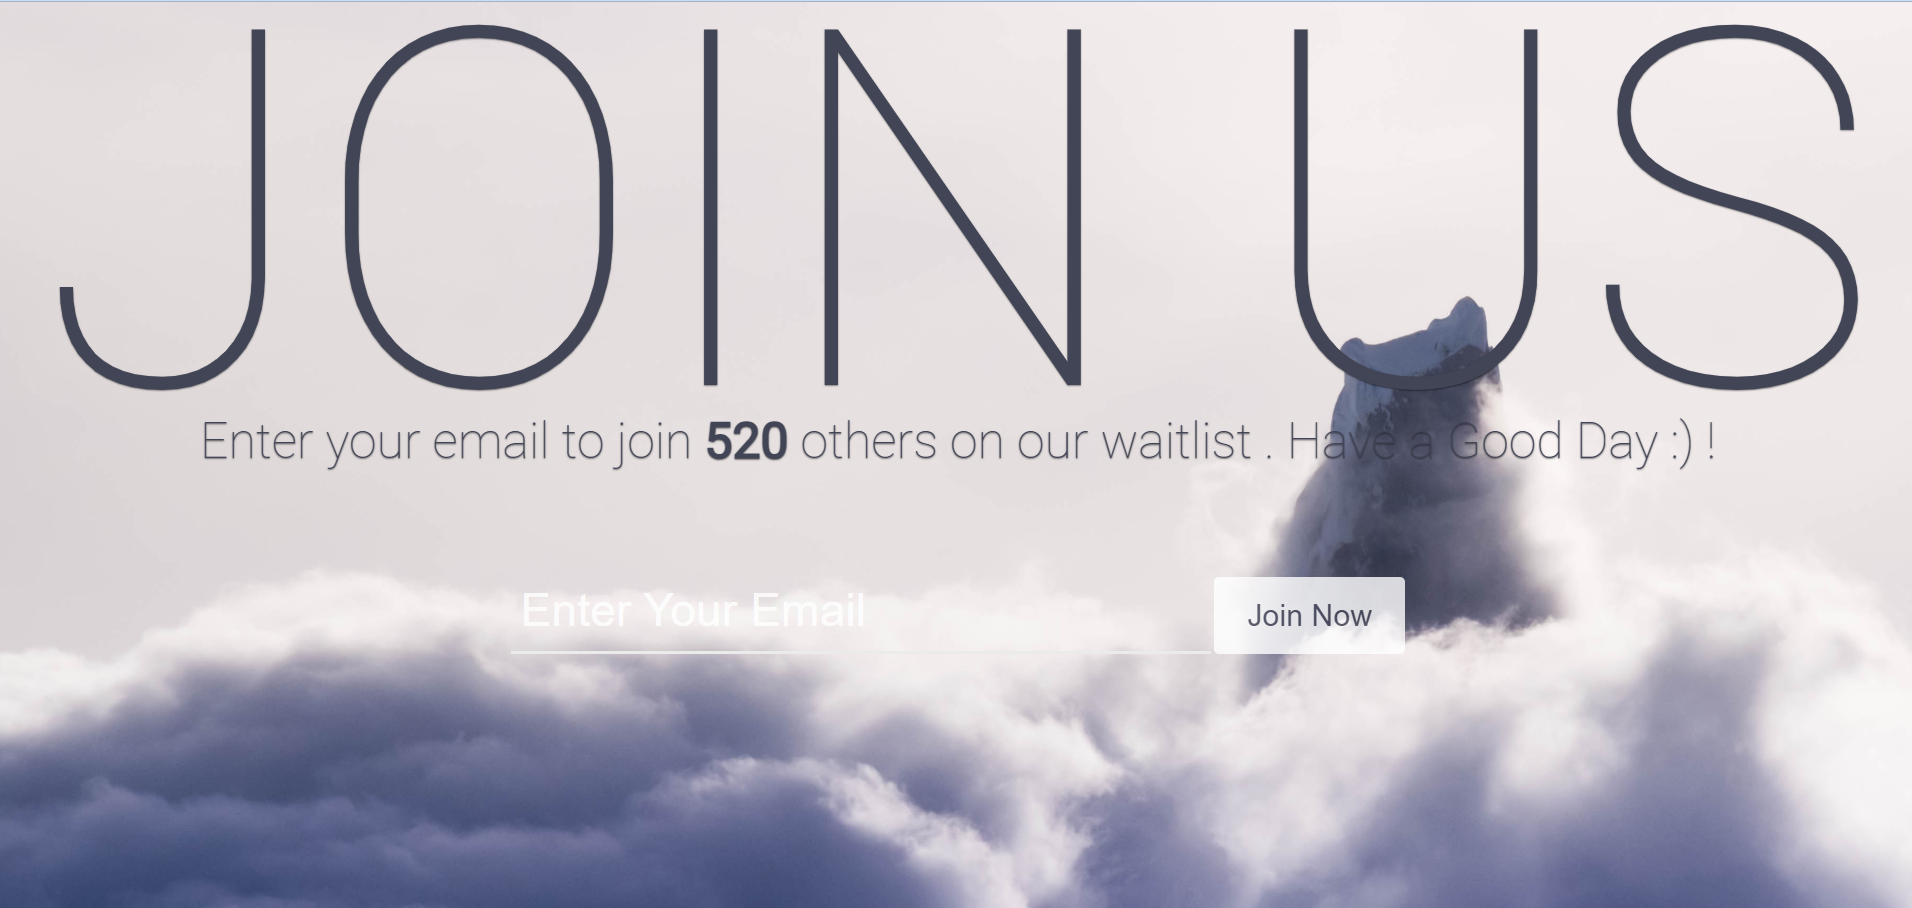 JOIN US
Enter your email to join 520 others on our waitlist . Have a Good Day :) !
Enter Your Email
Join Now